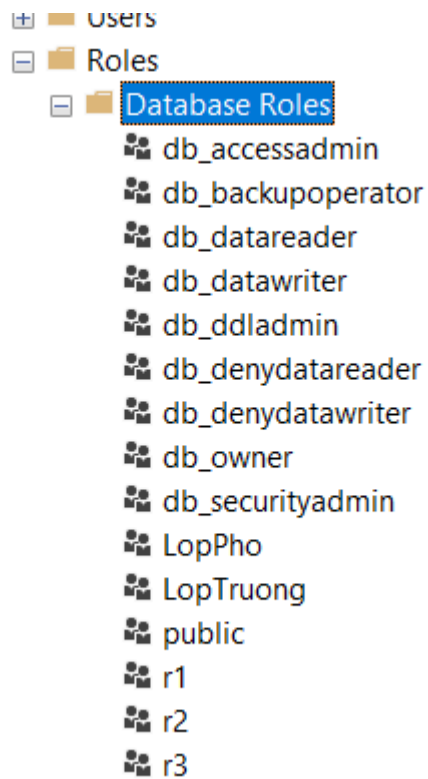 Users
Roles
Database Roles
db_accessadmin
db_backupoperator
db_datareader
db_datawriter
db_ddladmin
db_denydatareader
db_denydatawriter
db_owner
db_securityadmin
LopPho
LopTruong
public
r1
r2
r3